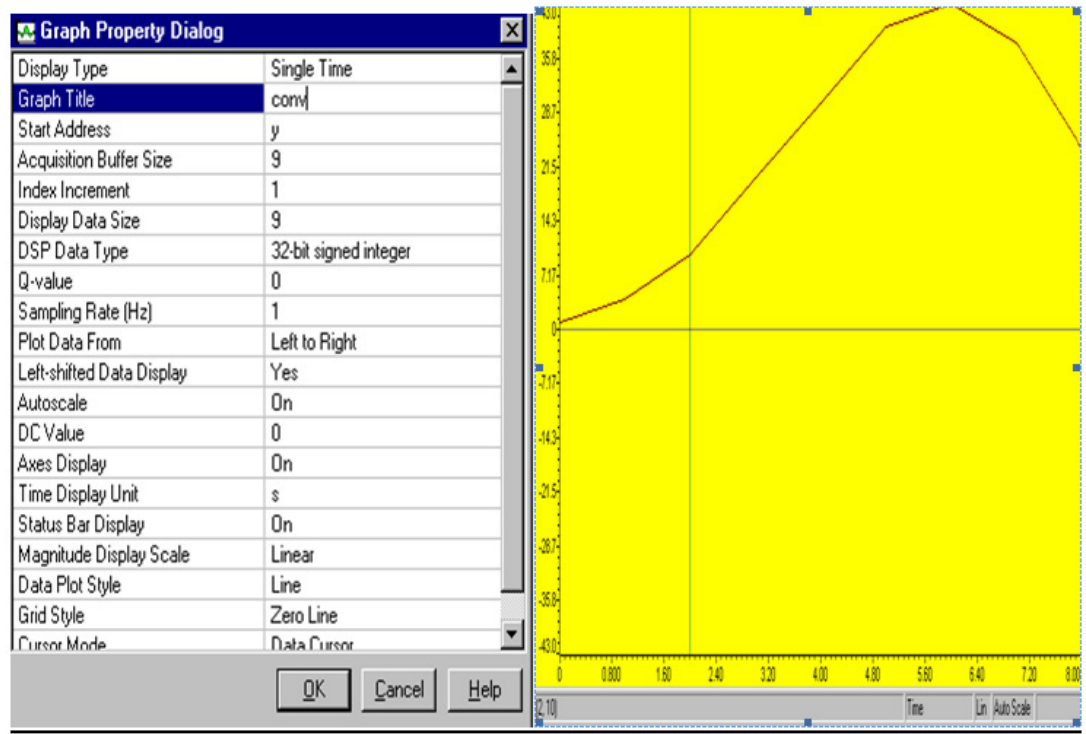 Graph Property Dialog
Display Type Single Time
Graph Title conv
Start Address y
Acquisition Buffer Size 9
Index Increment 1
Display Data Size 9
DSP Data Type 32-bit signed integer
Q-value 0
Sampling Rate (Hz) 1
Plot Data From Left to Right
Left-shifted Data Display Yes
Autoscale On
DC Value 0
Axes Display On
Time Display Unit s
Status Bar Display On
Magnitude Display Scale Linear
Data Plot Style Line
Grid Style Zero Line
Cursor Mode Data Cursor
OK Cancel Help
43.0
35.8
28.7
21.5
14.3
7.17
0
-7.17
-14.3
-21.5
-28.7
-35.8
-43.0
0 0.800 1.60 2.40 3.20 4.00 4.80 5.60 6.40 7.20 8.00
(2, 10) Time Lin Auto Scale